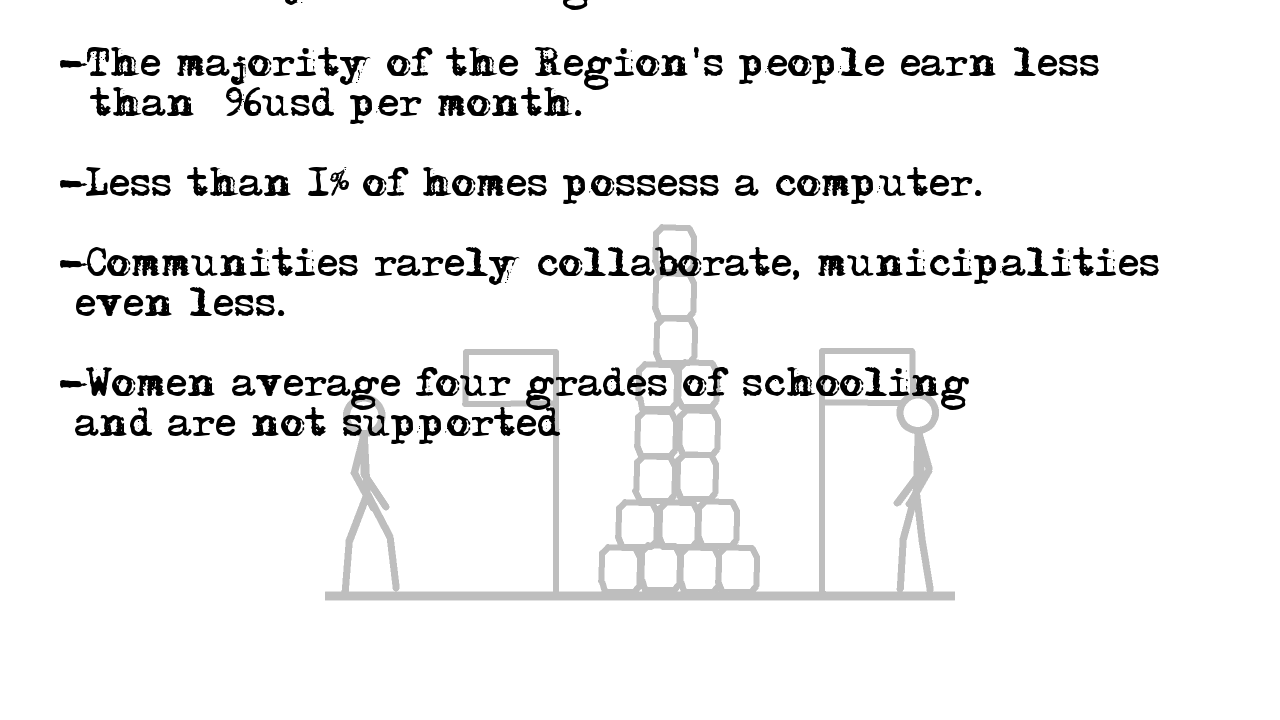 -The majority of the Region's people earn less
than 96usd per month.
-Less than 1% of homes possess a computer.
-Communities rarely collaborate, municipalities
even less.
-Women average four grades of schooling
and are not supported